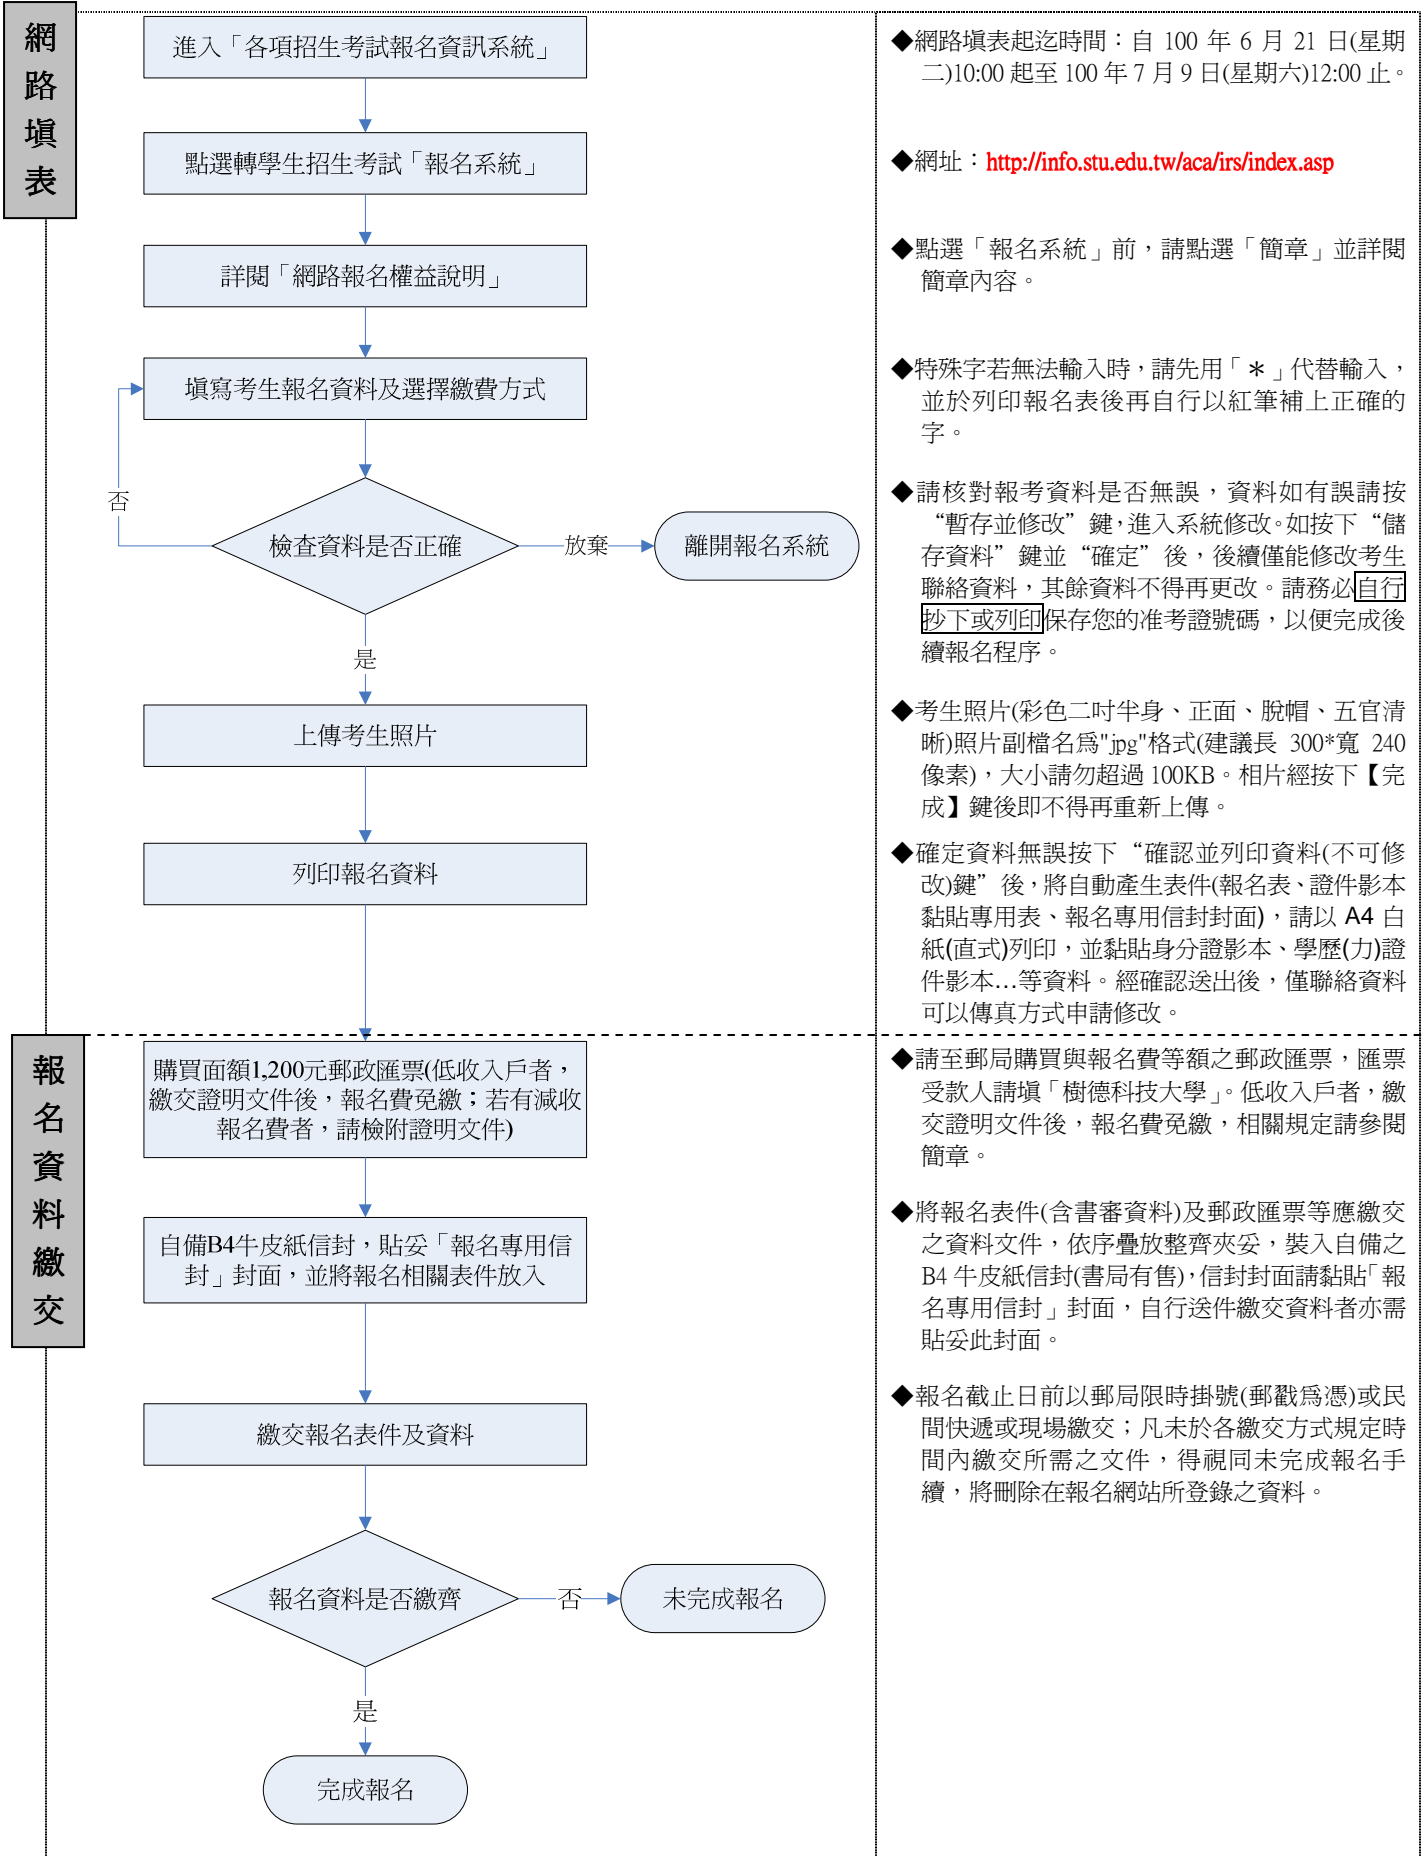 網路填表
進入「各項招生考試報名資訊系統」
點選轉學生招生考試「報名系統」
詳閱「網路報名權益說明」
填寫考生報名資料及選擇繳費方式
否
檢查資料是否正確
放棄
離開報名系統
是
上傳考生照片
列印報名資料
◆網路填表起迄時間：自 100 年 6 月 21 日(星期
二)10:00 起至 100 年 7 月 9 日(星期六)12:00 止。
◆網址：http://info.stu.edu.tw/aca/irs/index.asp
◆點選「報名系統」前，請點選「簡章」並詳閱
簡章內容。
◆特殊字若無法輸入時，請先用「＊」代替輸入，
並於列印報名表後再自行以紅筆補上正確的
字。
◆請核對報考資料是否無誤，資料如有誤請按
“暫存並修改”鍵，進入系統修改。如按下“儲
存資料”鍵並“確定”後，後續僅能修改考生
聯絡資料，其餘資料不得再更改。請務必自行
抄下或列印保存您的准考證號碼，以便完成後
續報名程序。
◆考生照片(彩色二吋半身、正面、脫帽、五官清
晰)照片副檔名為"jpg"格式(建議長 300*寬 240
像素)，大小請勿超過 100KB。相片經按下【完
成】鍵後即不得再重新上傳。
◆確定資料無誤按下“確認並列印資料(不可修
改)鍵”後，將自動產生表件(報名表、證件影本
黏貼專用表、報名專用信封封面)，請以 A4 白
紙(直式)列印，並黏貼身分證影本、學歷(力)證
件影本…等資料。經確認送出後，僅聯絡資料
可以傳真方式申請修改。
報名資料繳交
購買面額1,200元郵政匯票(低收入戶者，
繳交證明文件後，報名費免繳；若有減收
報名費者，請檢附證明文件)
自備B4牛皮紙信封，貼妥「報名專用信
封」封面，並將報名相關表件放入
繳交報名表件及資料
報名資料是否繳齊
否
未完成報名
是
完成報名
◆請至郵局購買與報名費等額之郵政匯票，匯票
受款人請填「樹德科技大學」。低收入戶者，繳
交證明文件後，報名費免繳，相關規定請參閱
簡章。
◆將報名表件(含書審資料)及郵政匯票等應繳交
之資料文件，依序疊放整齊夾妥，裝入自備之
B4 牛皮紙信封(書局有售)，信封封面請黏貼「報
名專用信封」封面，自行送件繳交資料者亦需
貼妥此封面。
◆報名截止日前以郵局限時掛號(郵戳為憑)或民
間快遞或現場繳交；凡未於各繳交方式規定時
間內繳交所需之文件，得視同未完成報名手
續，將刪除在報名網站所登錄之資料。